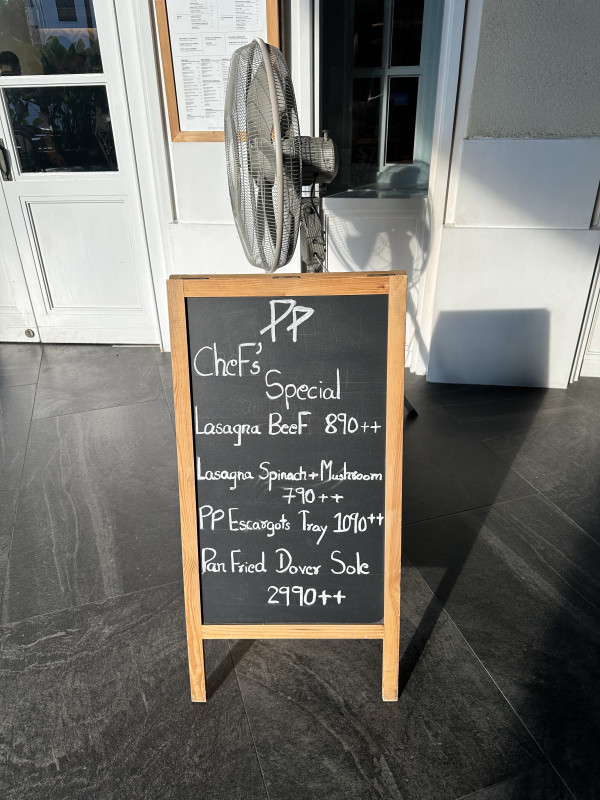 PP
Chef's
Special
Lasagna Beef 890++
Lasagna Spinach + Mushroom
790++
PP Escargots Tray 1090++
Pan Fried Dover Sole
2990++